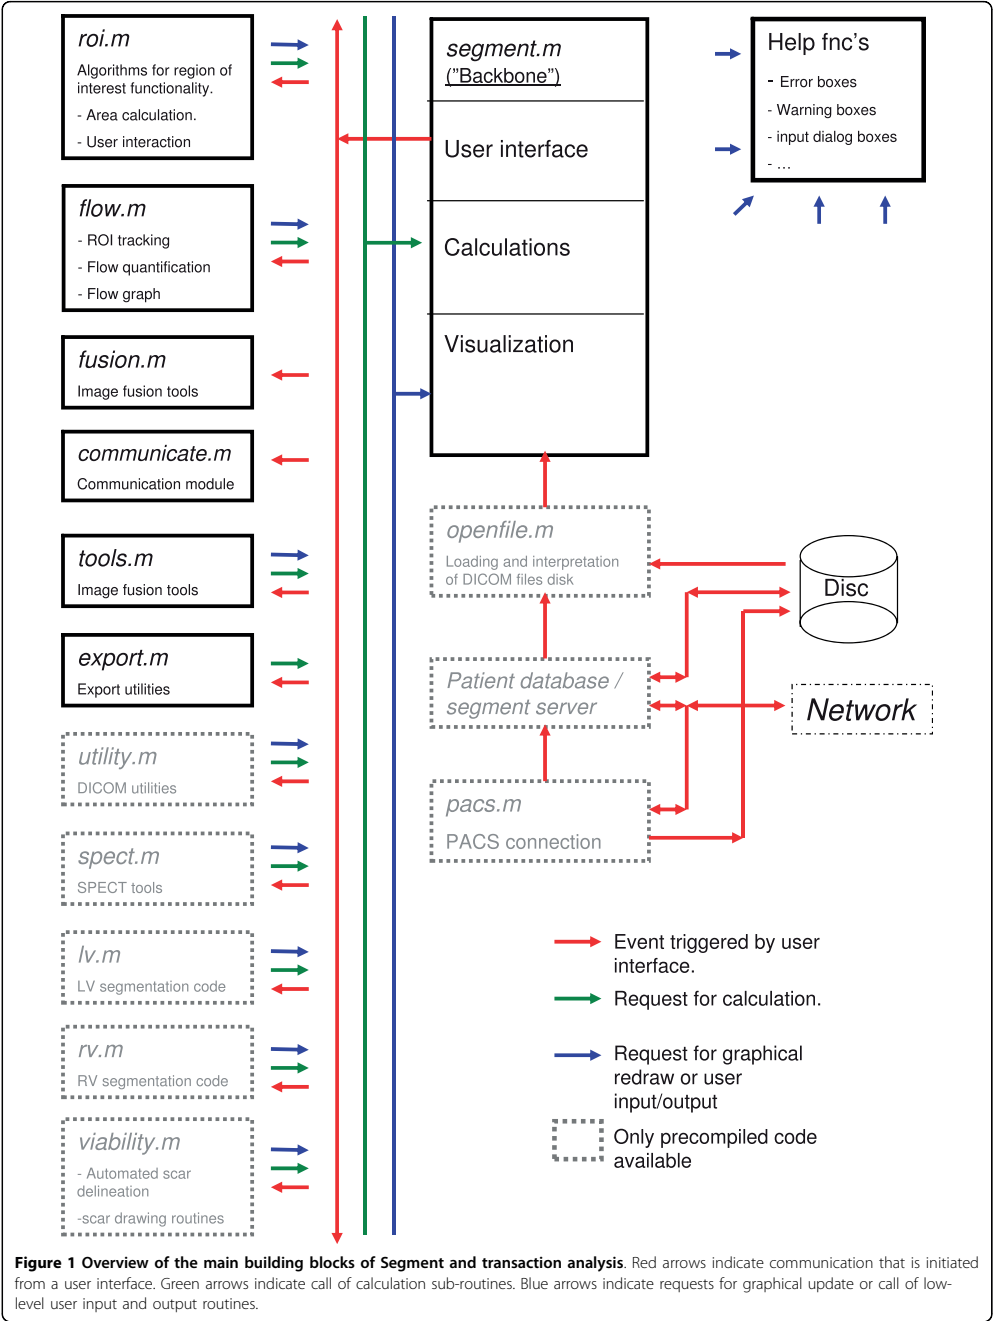 roi.m
Algorithms for region of
interest functionality.
- Area calculation.
- User interaction
flow.m
- ROI tracking
- Flow quantification
- Flow graph
fusion.m
Image fusion tools
communicate.m
Communication module
tools.m
Image fusion tools
export.m
Export utilities
utility.m
DICOM utilities
spect.m
SPECT tools
lv.m
LV segmentation code
rv.m
RV segmentation code
viability.m
- Automated scar
delineation
-scar drawing routines
segment.m
("Backbone")
User interface
Calculations
Visualization
openfile.m
Loading and interpretation
of DICOM files disk
Patient database /
segment server
pacs.m
PACS connection
Help fnc's
- Error boxes
- Warning boxes
- input dialog boxes
- ...
Disc
Network
Event triggered by user
interface.
Request for calculation.
Request for graphical
redraw or user
input/output
Only precompiled code
available
Figure 1 Overview of the main building blocks of Segment and transaction analysis. Red arrows indicate communication that is initiated
from a user interface. Green arrows indicate call of calculation sub-routines. Blue arrows indicate requests for graphical update or call of low-
level user input and output routines.